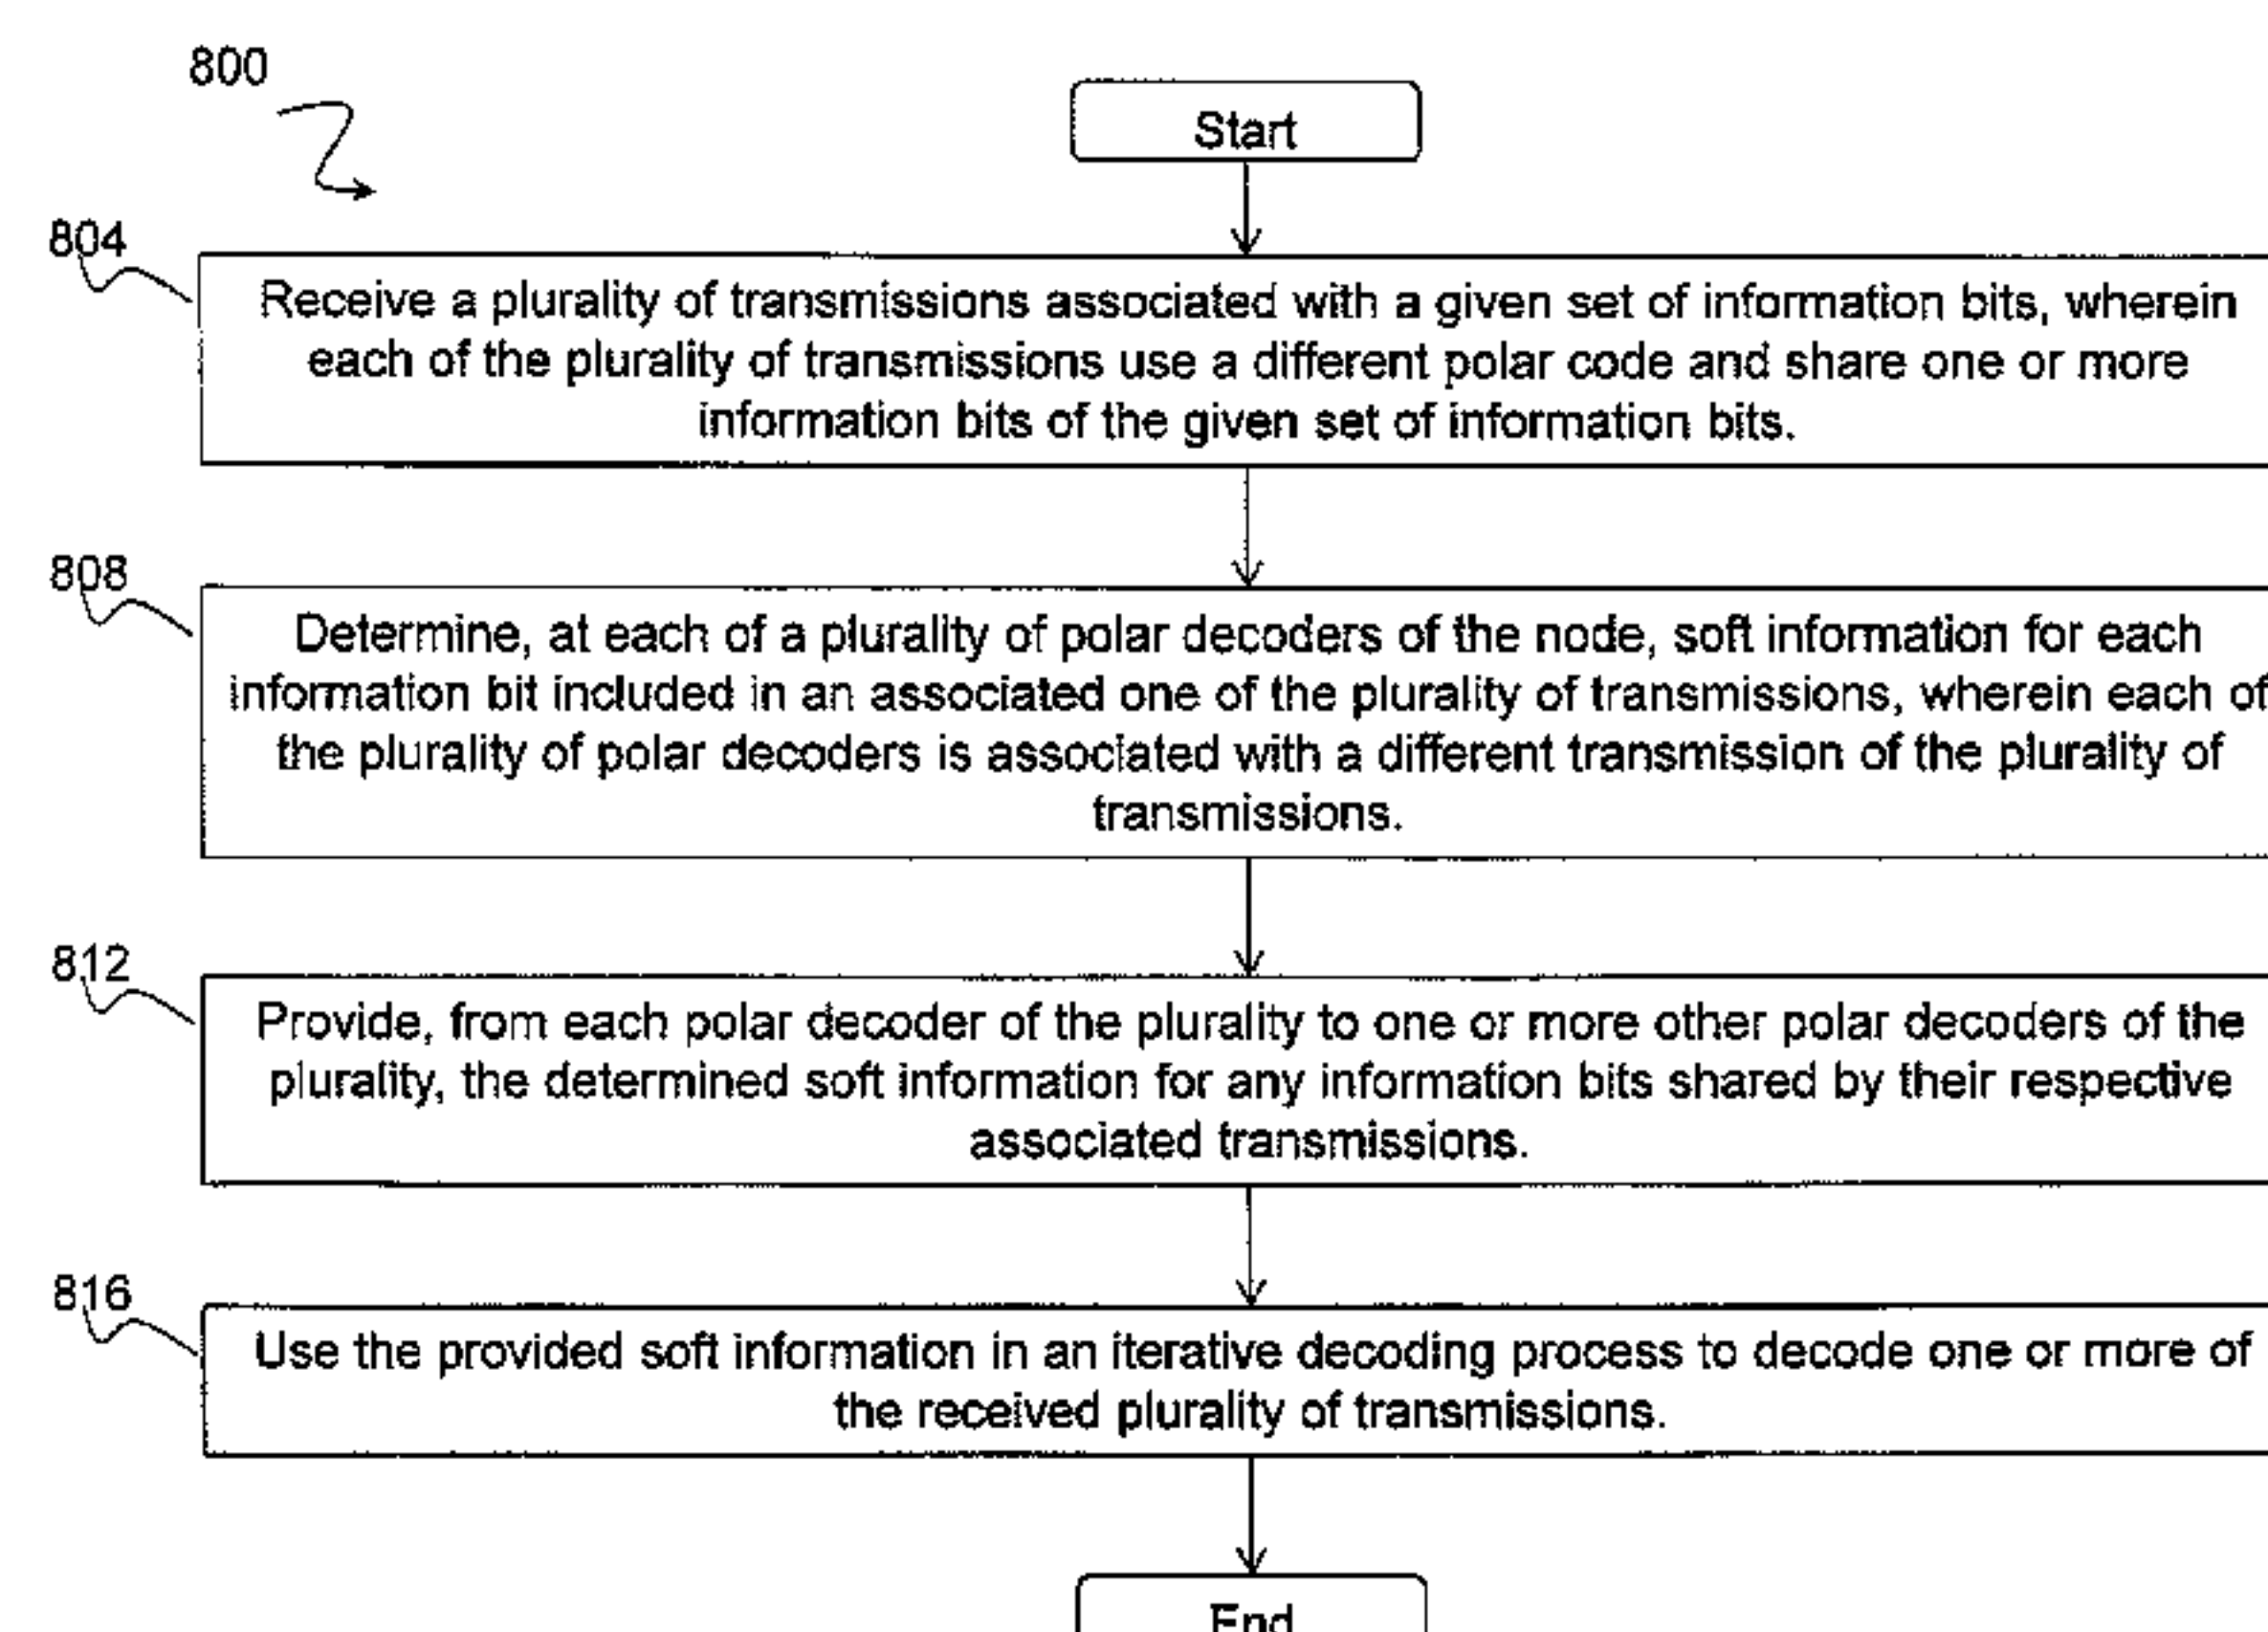 800
Start
804
Receive a plurality of transmissions associated with a given set of information bits, wherein
each of the plurality of transmissions use a different polar code and share one or more
information bits of the given set of information bits.
808
Determine, at each of a plurality of polar decoders of the node, soft information for each
information bit included in an associated one of the plurality of transmissions, wherein each of
the plurality of polar decoders is associated with a different transmission of the plurality of
transmissions.
812
Provide, from each polar decoder of the plurality to one or more other polar decoders of the
plurality, the determined soft information for any information bits shared by their respective
associated transmissions.
816
Use the provided soft information in an iterative decoding process to decode one or more of
the received plurality of transmissions.
End